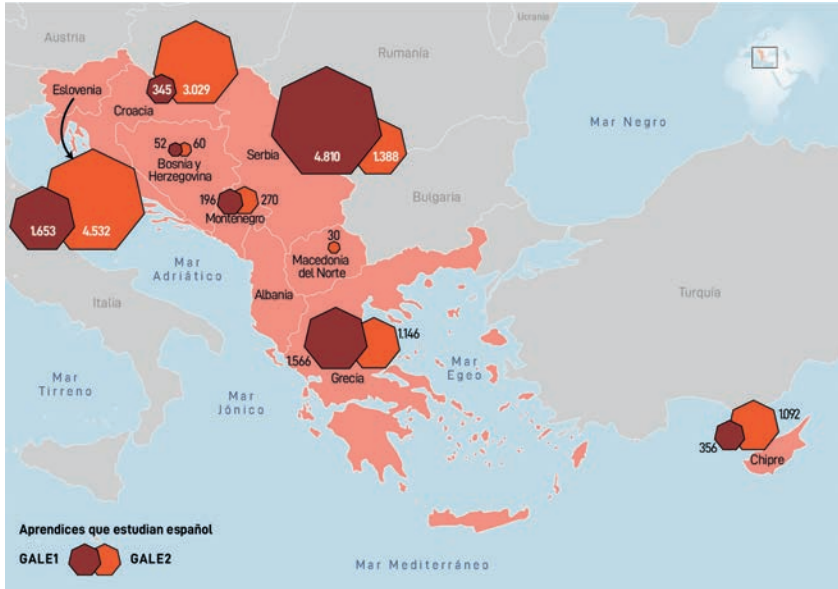 Ucrania
Austria
Rumanía
Eslovenia
345
3.029
Croacia
Mar Negro
52
60
Bosnia y
Herzegovina
Serbia
4.810
1.388
Bulgaria
196
270
Montenegro
1.653
4.532
30
Macedonia
del Norte
Mar
Adriático
Italia
Albania
Turquía
1.146
1.566
Grecia
Mar
Egeo
Mar
Tirreno
Mar
Jónico
1.092
356
Chipre
Aprendices que estudian español
GALE1
GALE2
Mar Mediterráneo